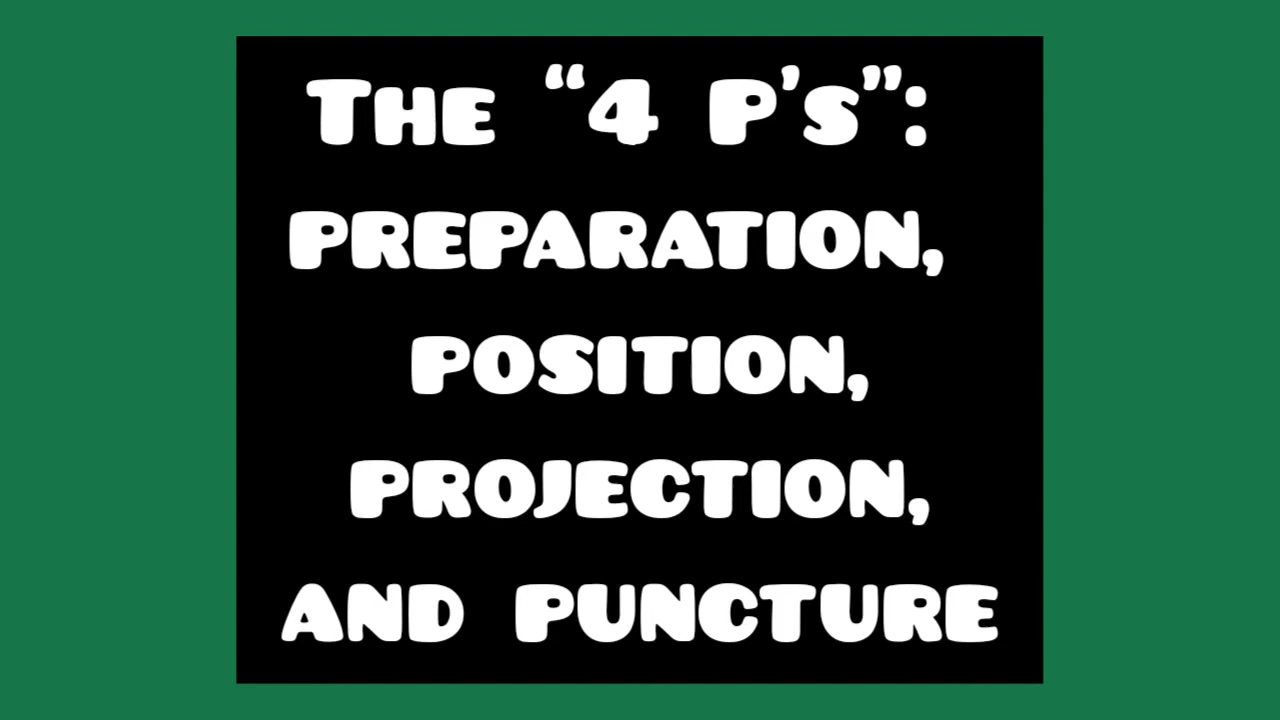 The “4 P’s”:
PREPARATION,
POSITION,
PROJECTION,
AND PUNCTURE